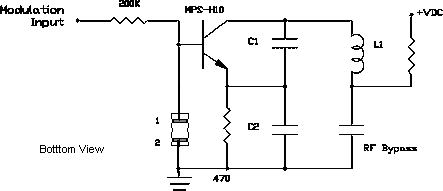 200K
MPS-H10
+VDC
Modulation
Input
C1
L1
1
2
C2
Botttom View
RF Bypass
470